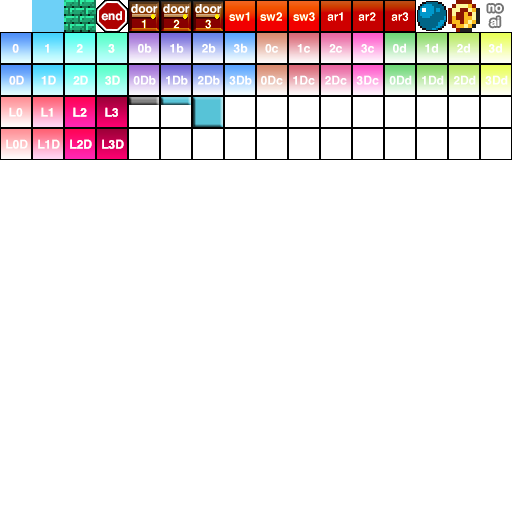 end door 1 door 2 door 3 sw1 sw2 sw3 ar1 ar2 ar3 no ai
0 1 2 3 0b 1b 2b 3b 0c 1c 2c 3c 0d 1d 2d 3d
0D 1D 2D 3D 0Db 1Db 2Db 3Db 0Dc 1Dc 2Dc 3Dc 0Dd 1Dd 2Dd 3Dd
L0 L1 L2 L3
L0D L1D L2D L3D